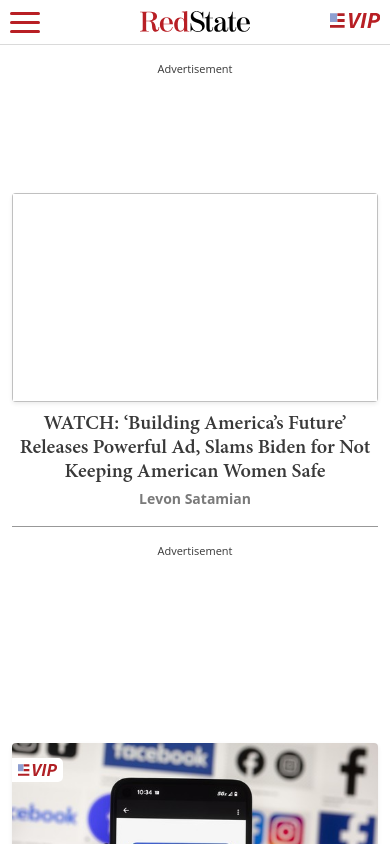 RedState
VIP
Advertisement
WATCH: ‘Building America’s Future’
Releases Powerful Ad, Slams Biden for Not
Keeping American Women Safe
Levon Satamian
Advertisement
facebook
VIP
10:34
ebook